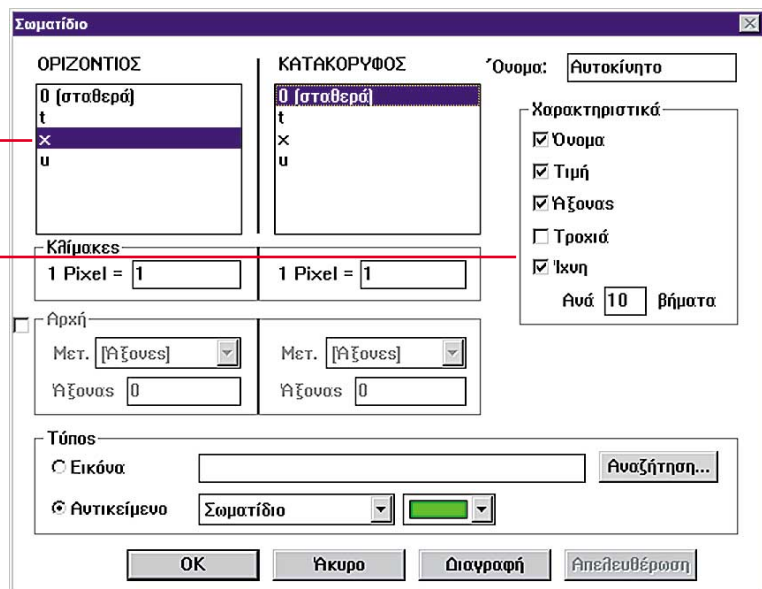 Σωματίδιο
ΟΡΙΖΟΝΤΙΟΣ
0 (σταθερά)
t
x
u
ΚΑΤΑΚΟΡΥΦΟΣ
0 (σταθερά)
t
x
u
Όνομα: Αυτοκίνητο
Χαρακτηριστικά
Όνομα
Τιμή
Άξονας
Τροχιά
Ίχνη
Ανά 10 βήματα
Κλίμακες
1 Pixel = 1
1 Pixel = 1
Αρχή
Μετ. [Άξονες]
Άξονας 0
Μετ. [Άξονες]
Άξονας 0
Τύπος
Εικόνα
Αναζήτηση...
Αντικείμενο Σωματίδιο
OK Άκυρο Διαγραφή Απελευθέρωση